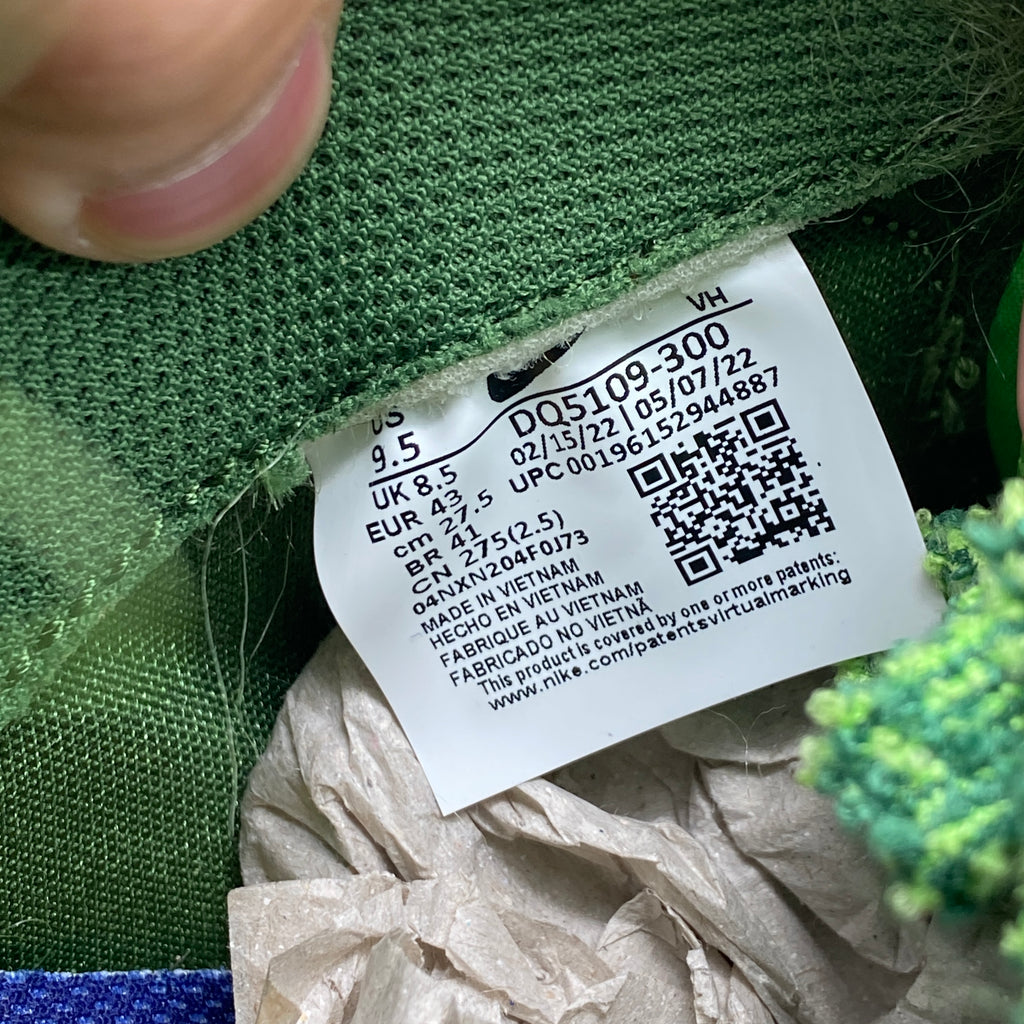 VH
US
9.5
DQ5109-300
02/15/22 | 05/07/22
UPC 00196152944887
UK 8.5
EUR 43
cm 27.5
BR 41
CN 275(2.5)
04NXN204F0J73
MADE IN VIETNAM
HECHO EN VIETNAM
FABRIQUE AU VIETNAM
FABRICADO NO VIETNÃ
This product is covered by one or more patents:
www.nike.com/patentsvirtualmarking